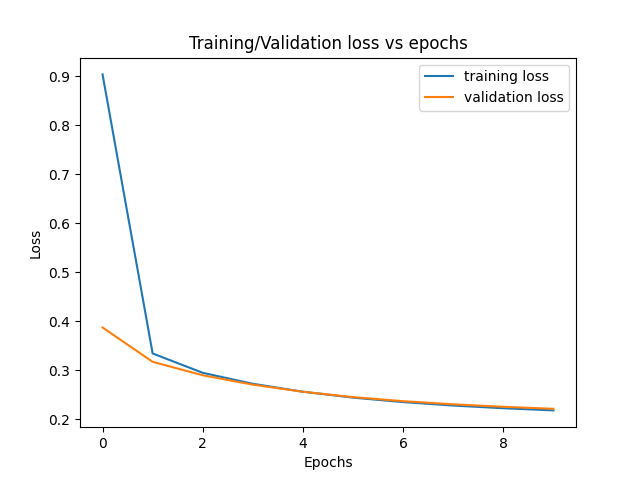 Training/Validation loss vs epochs
training loss
validation loss
0.9
0.8
0.7
0.6
0.5
0.4
0.3
0.2
Loss
0 2 4 6 8
Epochs